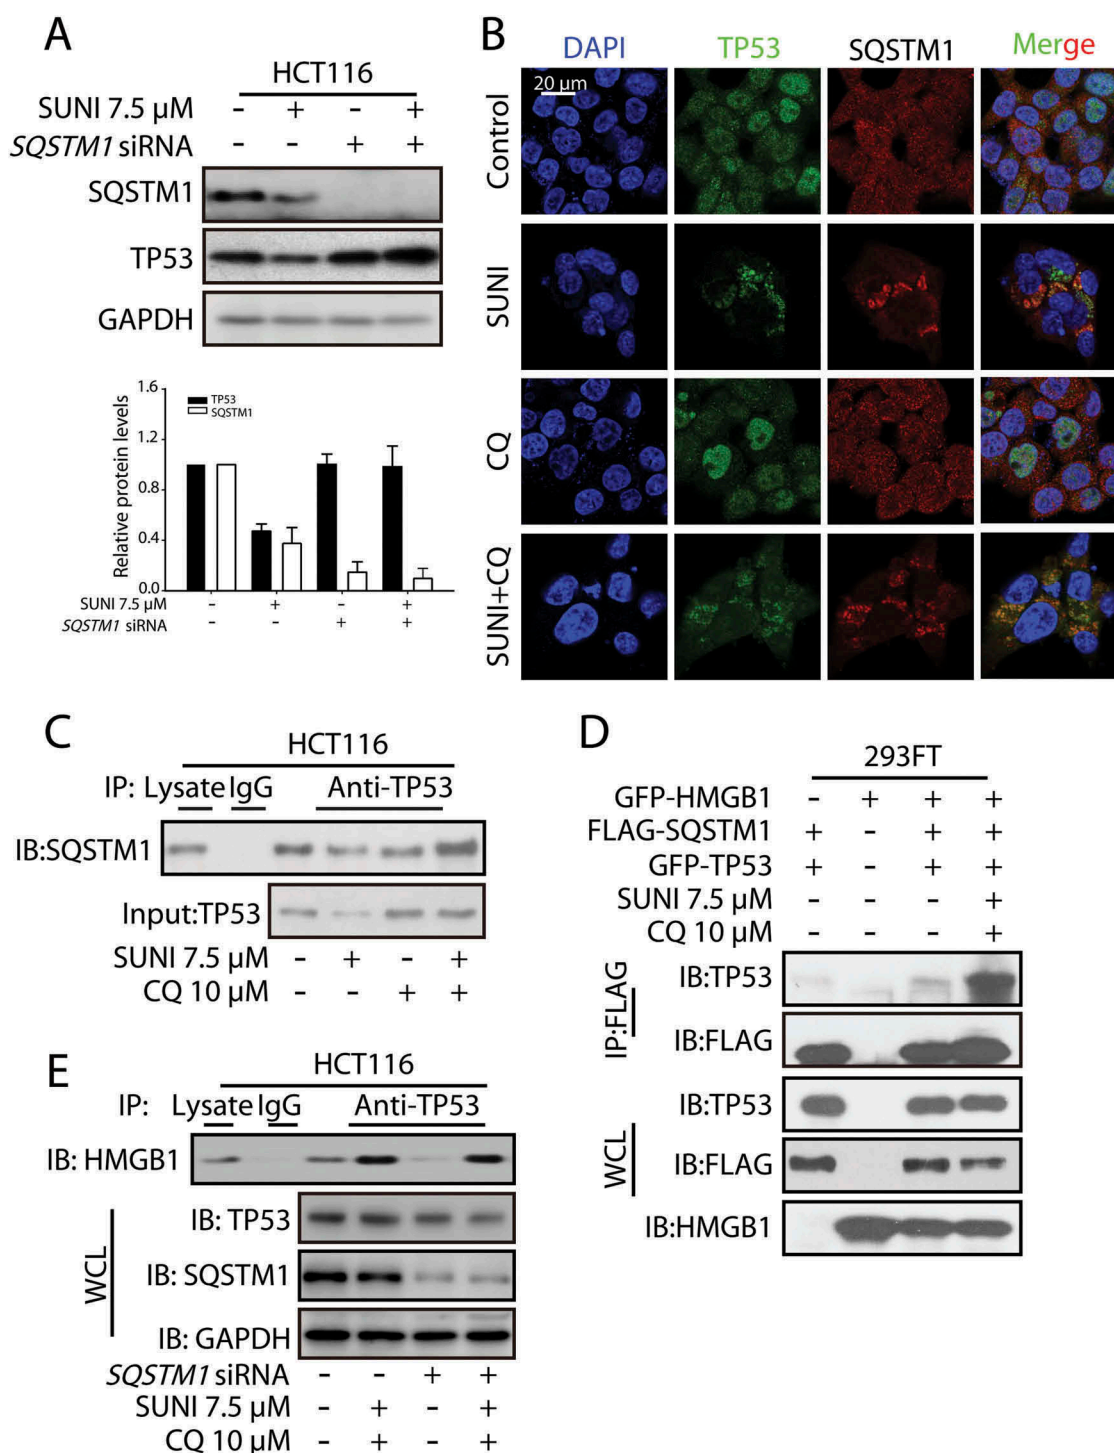 A
HCT116
SUNI 7.5 μM - + - +
SQSTM1 siRNA - - + +
SQSTM1
TP53
GAPDH
1.6
1.2
0.8
0.4
0.0
Relative protein levels
TP53
SQSTM1
SUNI 7.5 μM - + - +
SQSTM1 siRNA - - + +
B
DAPI TP53 SQSTM1 Merge
20 μm
Control
SUNI
CQ
SUNI+CQ
C
HCT116
IP: Lysate IgG Anti-TP53
IB:SQSTM1
Input:TP53
SUNI 7.5 μM - + - +
CQ 10 μM - - + +
D
293FT
GFP-HMGB1 - + + +
FLAG-SQSTM1 + - + +
GFP-TP53 + - + +
SUNI 7.5 μM - - - +
CQ 10 μM - - - +
IP:FLAG
IB:TP53
IB:FLAG
WCL
IB:TP53
IB:FLAG
IB:HMGB1
E
HCT116
IP: Lysate IgG Anti-TP53
IB: HMGB1
WCL
IB: TP53
IB: SQSTM1
IB: GAPDH
SQSTM1 siRNA - - + +
SUNI 7.5 μM - + - +
CQ 10 μM - + - +